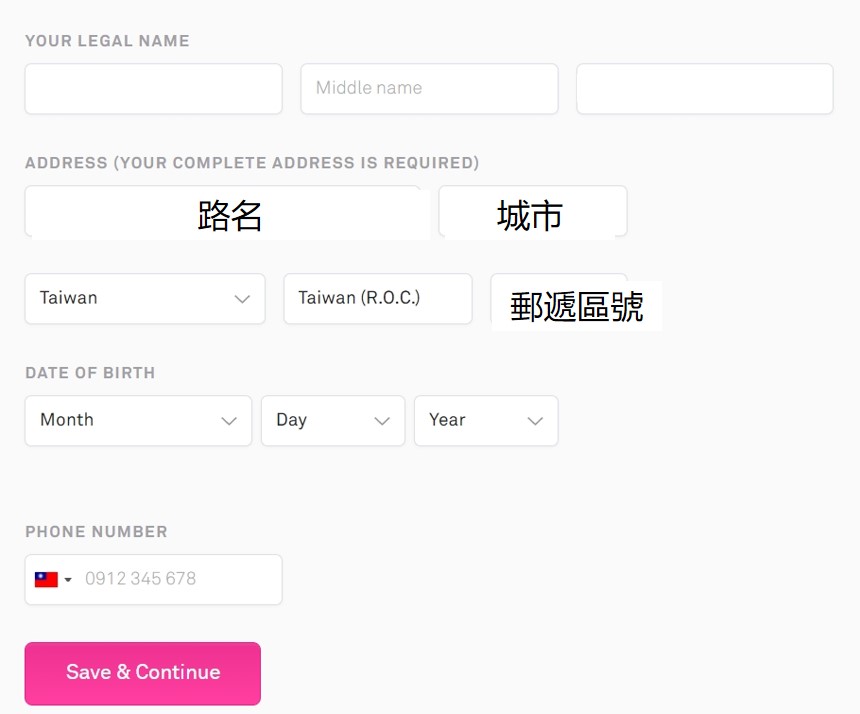 YOUR LEGAL NAME
Middle name
ADDRESS (YOUR COMPLETE ADDRESS IS REQUIRED)
路名 城市
Taiwan Taiwan (R.O.C.) 郵遞區號
DATE OF BIRTH
Month Day Year
PHONE NUMBER
0912 345 678
Save & Continue